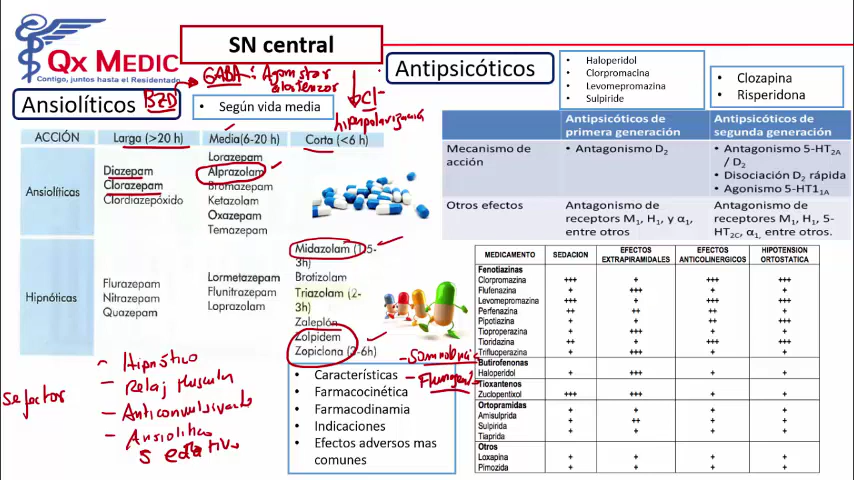 SN central
Qx MEDIC
Contigo, juntos hasta el Residentado
Ansiolíticos
BZD
GABA: Agonistas
↓ Cl-
Según vida media
ACCIÓN
Larga (>20 h)
Media(6-20 h)
Corta (<6 h)
Ansiolíticas
Diazepam
Clorazepam
Clordiazepóxido
Lorazepam
Alprazolam
Bromazepam
Ketazolam
Oxazepam
Temazepam
Hipnóticas
Flurazepam
Nitrazepam
Quazepam
Lormetazepam
Flunitrazepam
Loprazolam
Midazolam (1,5-
3h)
Brotizolam
Triazolam (2-
3h)
Zaleplón
Zolpidem
Zopiclona (3-6h)
- Hipnótico
- Relaj Muscular
- Anticonvulsivante
- Ansiolítico
Sedativo
• Características
• Farmacocinética
• Farmacodinamia
• Indicaciones
• Efectos adversos mas
comunes
Antipsicóticos
• Haloperidol
• Clorpromacina
• Levomepromazina
• Sulpiride
• Clozapina
• Risperidona
Antipsicóticos de
primera generación
Antipsicóticos de
segunda generación
Mecanismo de
acción
• Antagonismo D2
• Antagonismo 5-HT2A
/ D2
• Disociación D2 rápida
• Agonismo 5-HT11A
Otros efectos
Antagonismo de
receptors M1, H1, y α1,
entre otros
Antagonismo de
receptores M1, H1, 5-
HT2C, α1, entre otros.
MEDICAMENTO SEDACION EFECTOS EXTRAPIRAMIDALES EFECTOS ANTICOLINERGICOS HIPOTENSION ORTOSTATICA
Fenotiazinas
Clorpromazina +++ + +++ +++
Flufenazina + +++ + +
Levomepromazina +++ + +++ +++
Perfenazina ++ ++ + +
Pipotiazina + + ++ ++
Tioproperazina + +++ + +
Tioridazina ++ + +++ +++
Trifluoperazina + +++ + +
Butirofenonas
Haloperidol + +++ + +
Tioxantenos
Zuclopentixol +++ +++ + +
Ortopramidas
Amisulprida + + + +
Sulpirida + ++ + +
Tiaprida + + + +
Otros
Loxapina + + + +
Pimozida + + + +